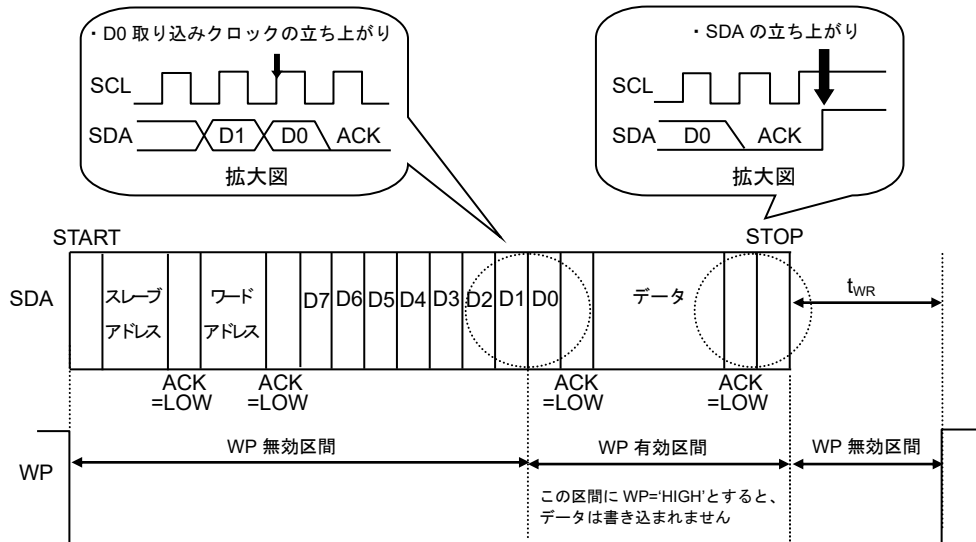 ・D0 取り込みクロックの立ち上がり
SCL
SDA
D1
D0
ACK
拡大図
・SDA の立ち上がり
SCL
SDA
D0
ACK
拡大図
START
STOP
SDA
スレーブ
アドレス
ワード
アドレス
D7
D6
D5
D4
D3
D2
D1
D0
データ
tWR
ACK
=LOW
ACK
=LOW
ACK
=LOW
ACK
=LOW
WP
WP 無効区間
WP 有効区間
WP 無効区間
この区間に WP='HIGH'とすると、
データは書き込まれません